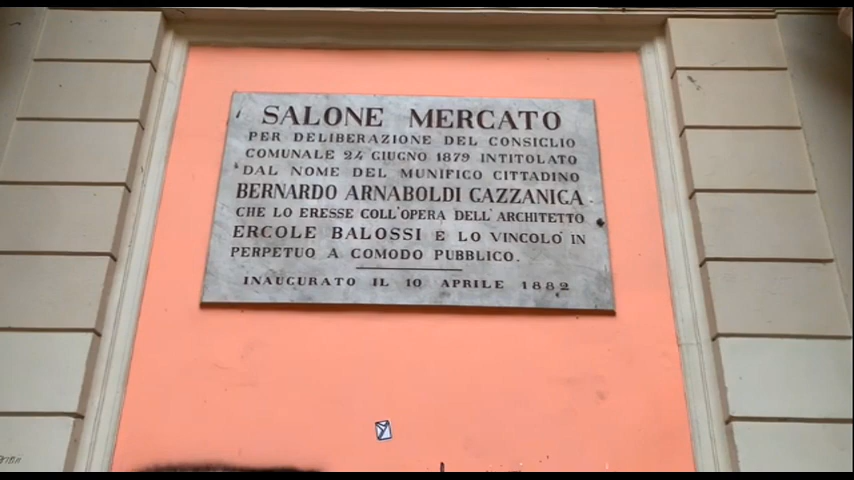 SALONE MERCATO
PER DELIBERAZIONE DEL CONSIGLIO
COMUNALE 24 GIUGNO 1879 INTITOLATO
DAL NOME DEL MUNIFICO CITTADINO
BERNARDO ARNABOLDI GAZZANIGA
CHE LO ERESSE COLL'OPERA DELL'ARCHITETTO
ERCOLE BALOSSI E LO VINCOLÒ IN
PERPETUO A COMODO PUBBLICO.
INAUGURATO IL 10 APRILE 1882